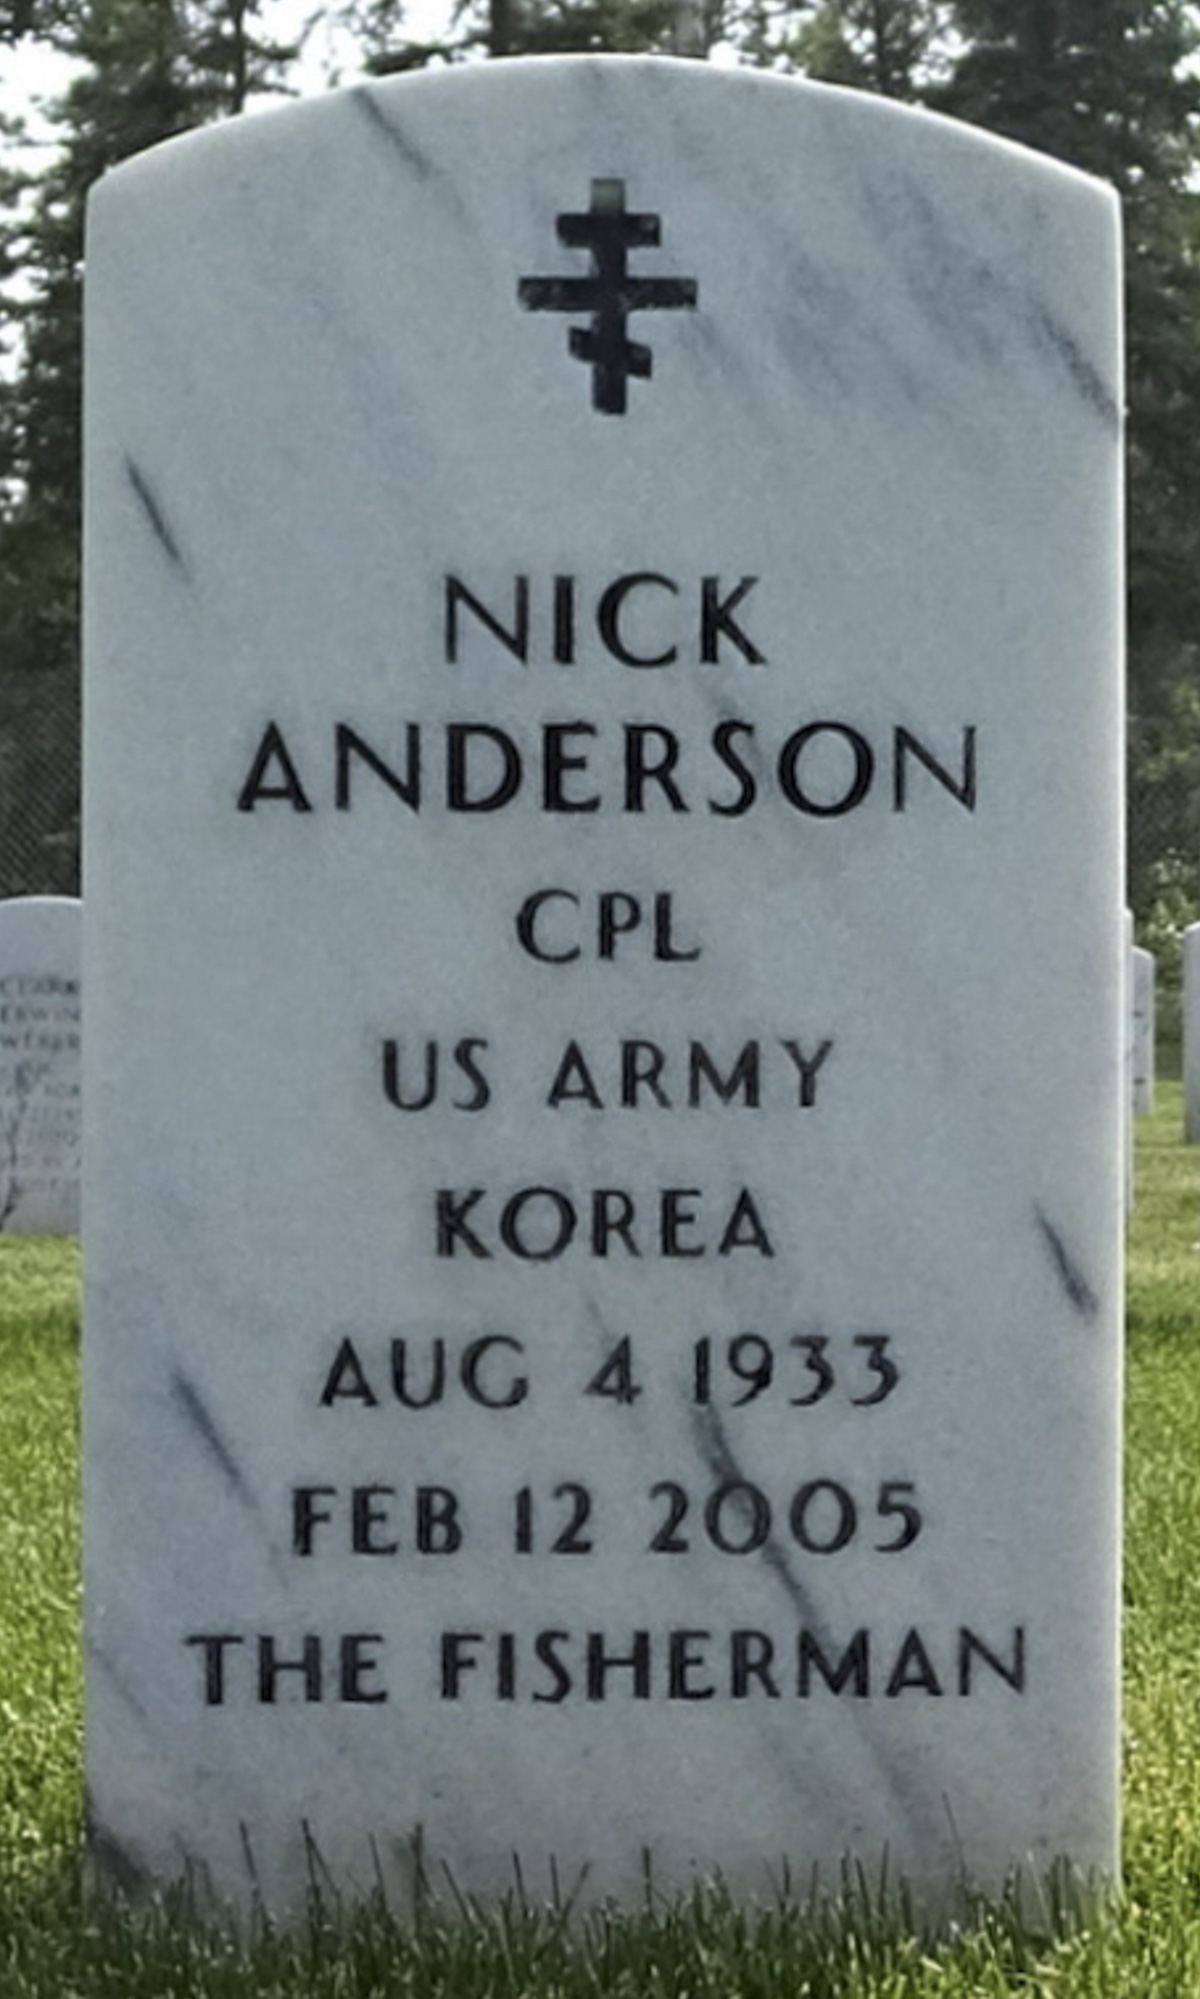 NICK
ANDERSON
CPL
US ARMY
KOREA
AUG 4 1933
FEB 12 2005
THE FISHERMAN